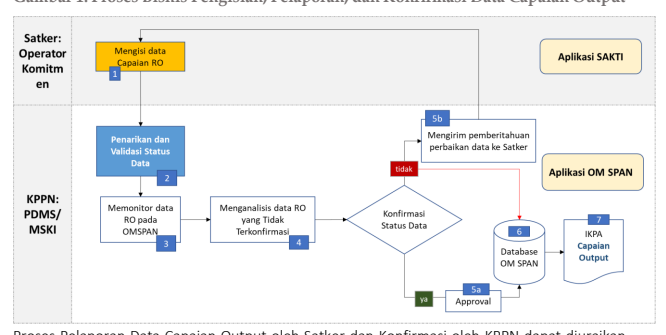 Gambar 1. Proses Bisnis Pengisian, Pelaporan, dan Konfirmasi Data Capaian Output
Satker:
Operator
Komitm
en
Mengisi data
Capaian RO
1
Aplikasi SAKTI
KPPN:
PDMS/
MSKI
Penarikan dan
Validasi Status
Data
2
Memonitor data
RO pada
OMSPAN
3
Menganalisis data RO
yang Tidak
Terkonfirmasi
4
Konfirmasi
Status Data
tidak
5b
Mengirim pemberitahuan
perbaikan data ke Satker
Aplikasi OM SPAN
ya
5a
Approval
6
Database
OM SPAN
7
IKPA
Capaian
Output
Proses Pelaporan Data Capaian Output oleh Satker dan Konfirmasi oleh KPPN dapat diuraikan